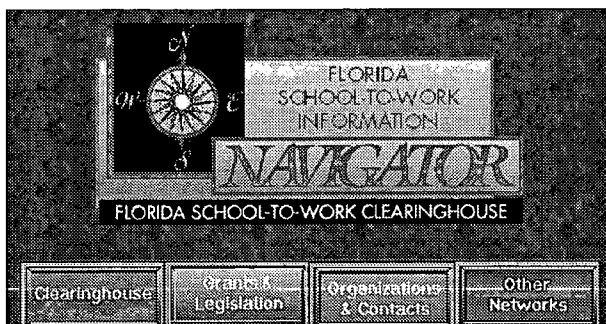 N
W E
S
FLORIDA
SCHOOL-TO-WORK
INFORMATION
NAVIGATOR
FLORIDA SCHOOL-TO-WORK CLEARINGHOUSE
Clearinghouse
Grants &
Legislation
Organizations
& Contacts
Other
Networks